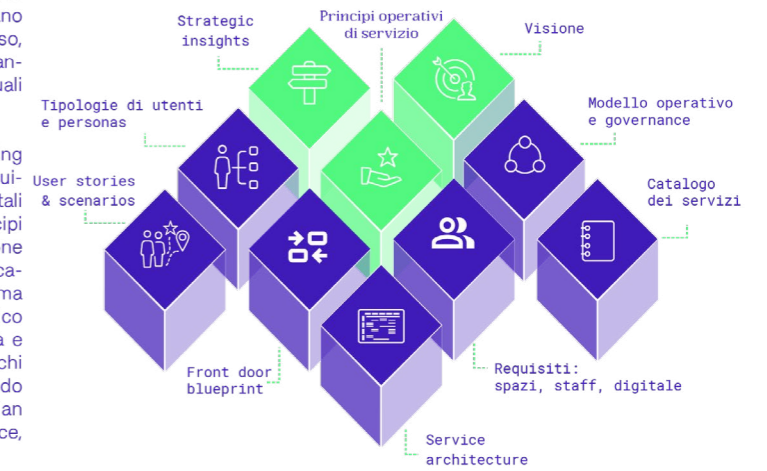 so,
Strategic
insights
Principi operativi
di servizio
Visione
Tipologie di utenti
e personas
Modello operativo
e governance
User stories
& scenarios
Catalogo
dei servizi
Front door
blueprint
Requisiti:
spazi, staff, digitale
Service
architecture